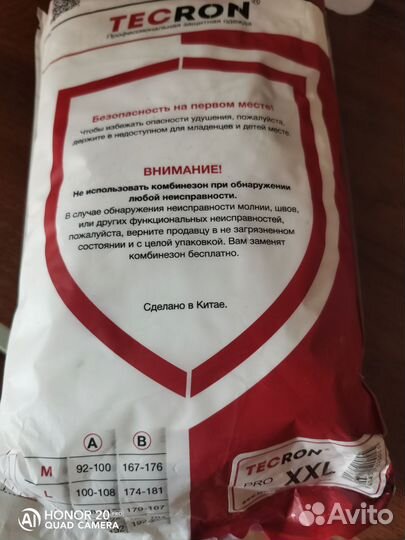 TECRON®
Профессиональная защитная одежда
Безопасность на первом месте!
Чтобы избежать опасности удушения, пожалуйста,
держите в недоступном для младенцев и детей месте.
ВНИМАНИЕ!
Не использовать комбинезон при обнаружении
любой неисправности.
В случае обнаружения неисправности молнии, швов,
или других функциональных неисправностей,
пожалуйста, верните продавцу в не загрязненном
состоянии и с целой упаковкой. Вам заменят
комбинезон бесплатно.
Сделано в Китае.
A B
M 92-100 167-176
L 100-108 174-181
TECRON™
PRO XXL
HONOR 20 PRO
QUAD CAMERA
Avito